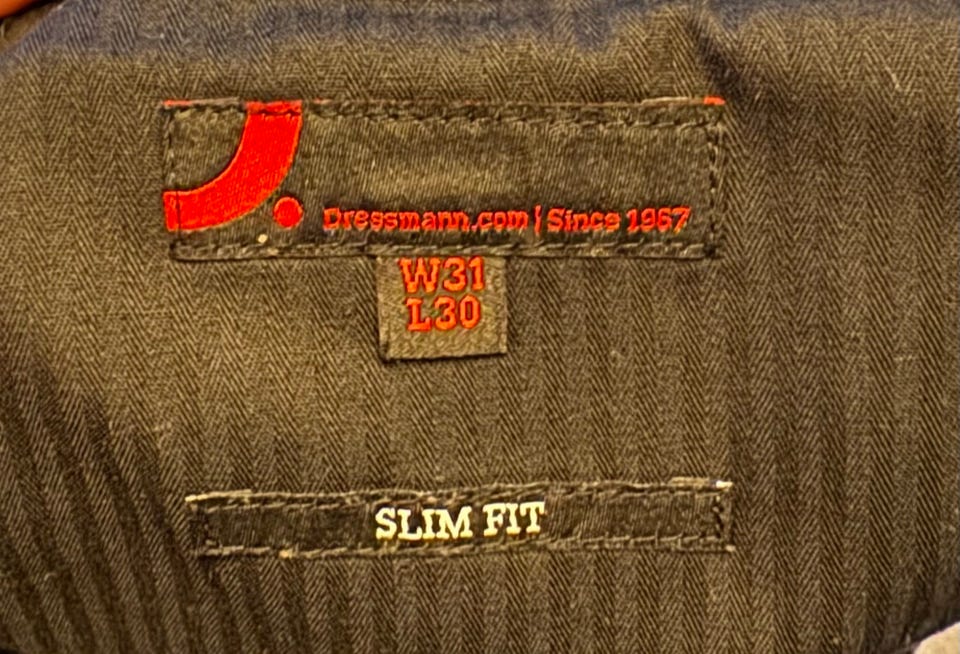 Dressmann.com | Since 1967
W31
L30
SLIM FIT